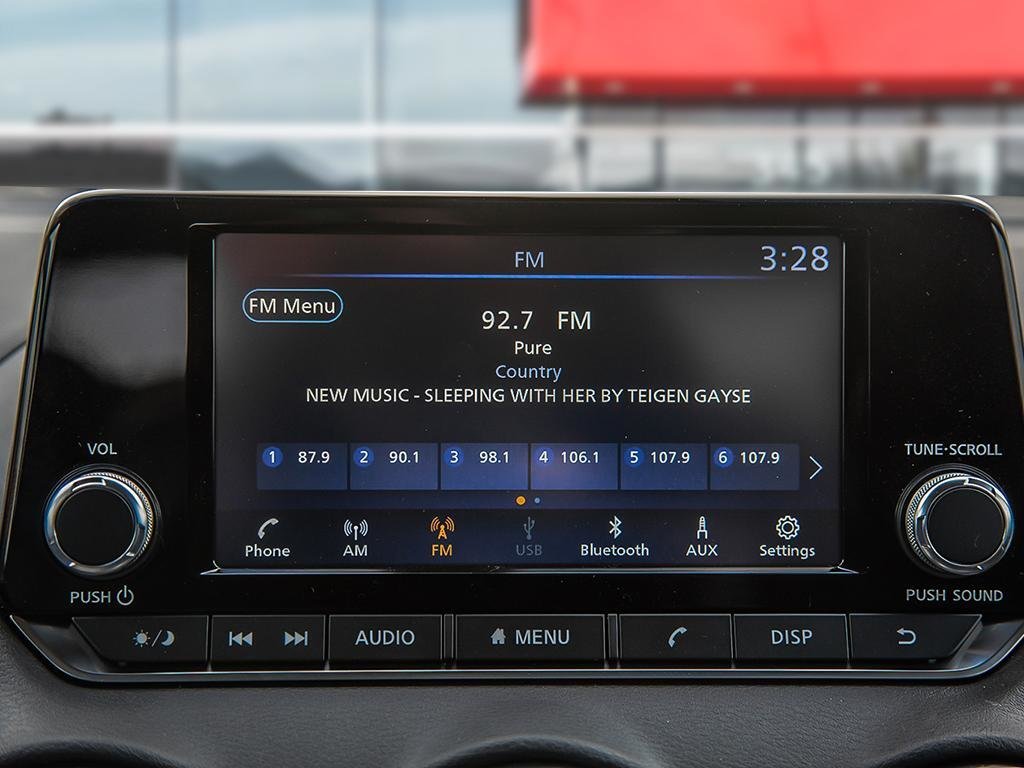 FM 3:28
FM Menu
92.7 FM
Pure
Country
NEW MUSIC - SLEEPING WITH HER BY TEIGEN GAYSE
1 87.9 2 90.1 3 98.1 4 106.1 5 107.9 6 107.9
Phone AM FM USB Bluetooth AUX Settings
VOL
PUSH
TUNE·SCROLL
PUSH SOUND
AUDIO MENU DISP